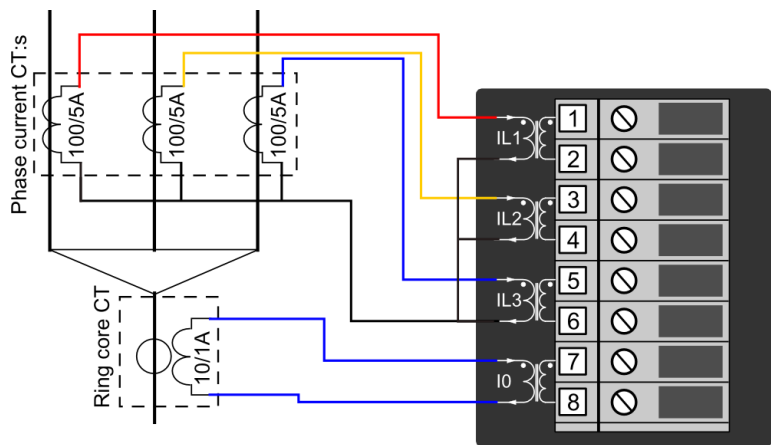 Phase current CT:s
100/5A
100/5A
100/5A
Ring core CT
10/1A
IL1
IL2
IL3
I0
1
2
3
4
5
6
7
8